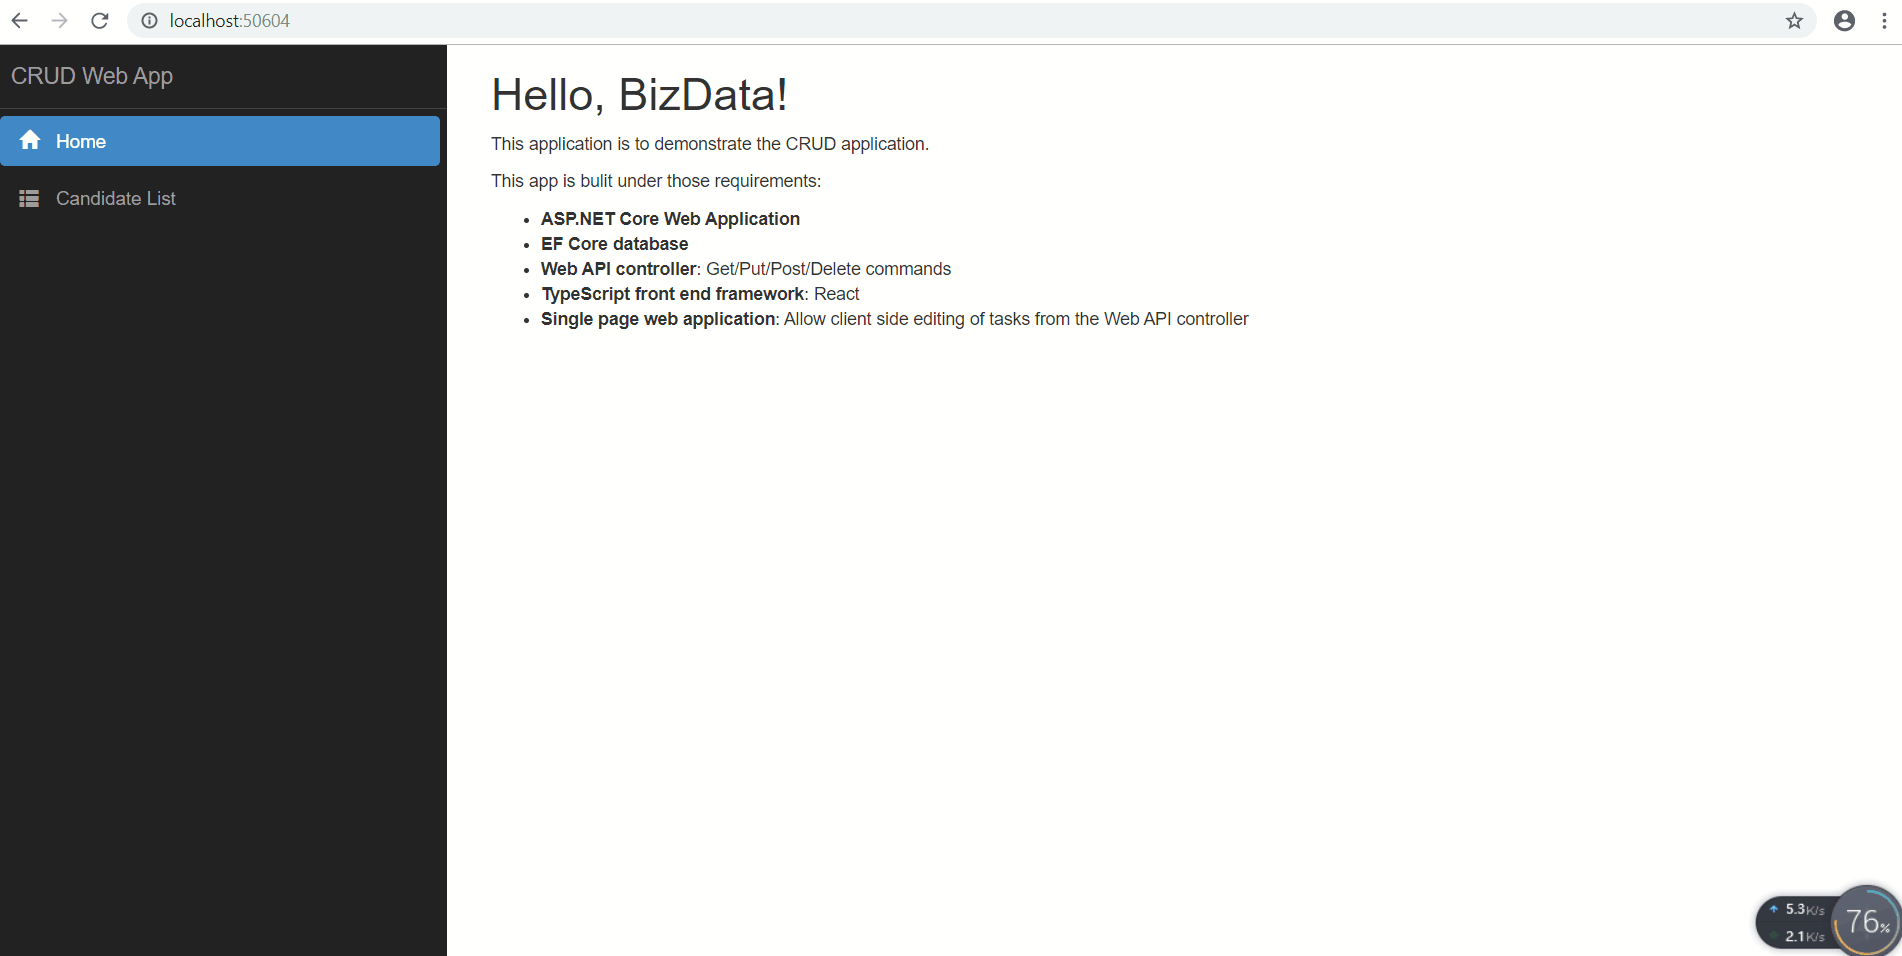 localhost:50604
CRUD Web App
Home
Candidate List
Hello, BizData!
This application is to demonstrate the CRUD application.
This app is bulit under those requirements:
ASP.NET Core Web Application
EF Core database
Web API controller: Get/Put/Post/Delete commands
TypeScript front end framework: React
Single page web application: Allow client side editing of tasks from the Web API controller
5.3K/s
2.1K/s
76%